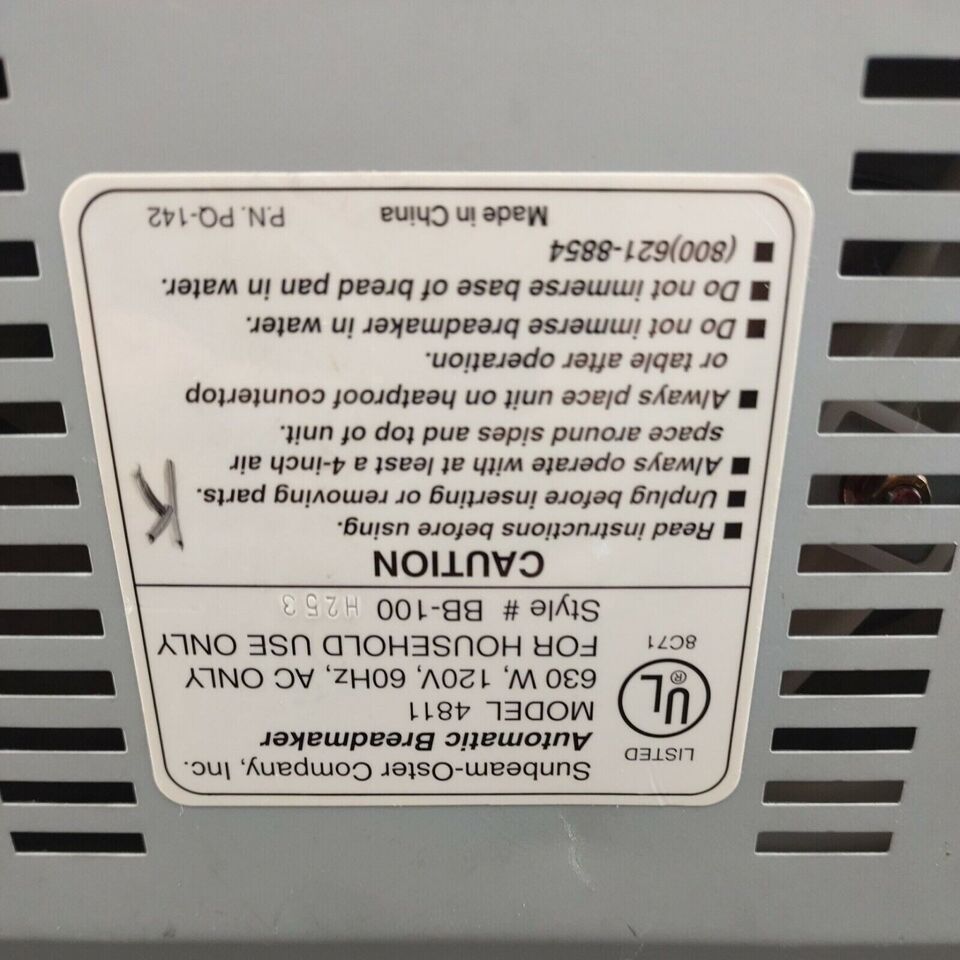 Sunbeam-Oster Company, Inc.
Automatic Breadmaker
MODEL 4811
630 W, 120V, 60Hz, AC ONLY
FOR HOUSEHOLD USE ONLY
Style # BB-100 H253
LISTED
UL®
8C71
CAUTION
■ Read instructions before using.
■ Unplug before inserting or removing parts.
■ Always operate with at least a 4-inch air
space around sides and top of unit.
■ Always place unit on heatproof countertop
or table after operation.
■ Do not immerse breadmaker in water.
■ Do not immerse base of bread pan in water.
■ (800)621-8854
Made in China P.N. PQ-142
K